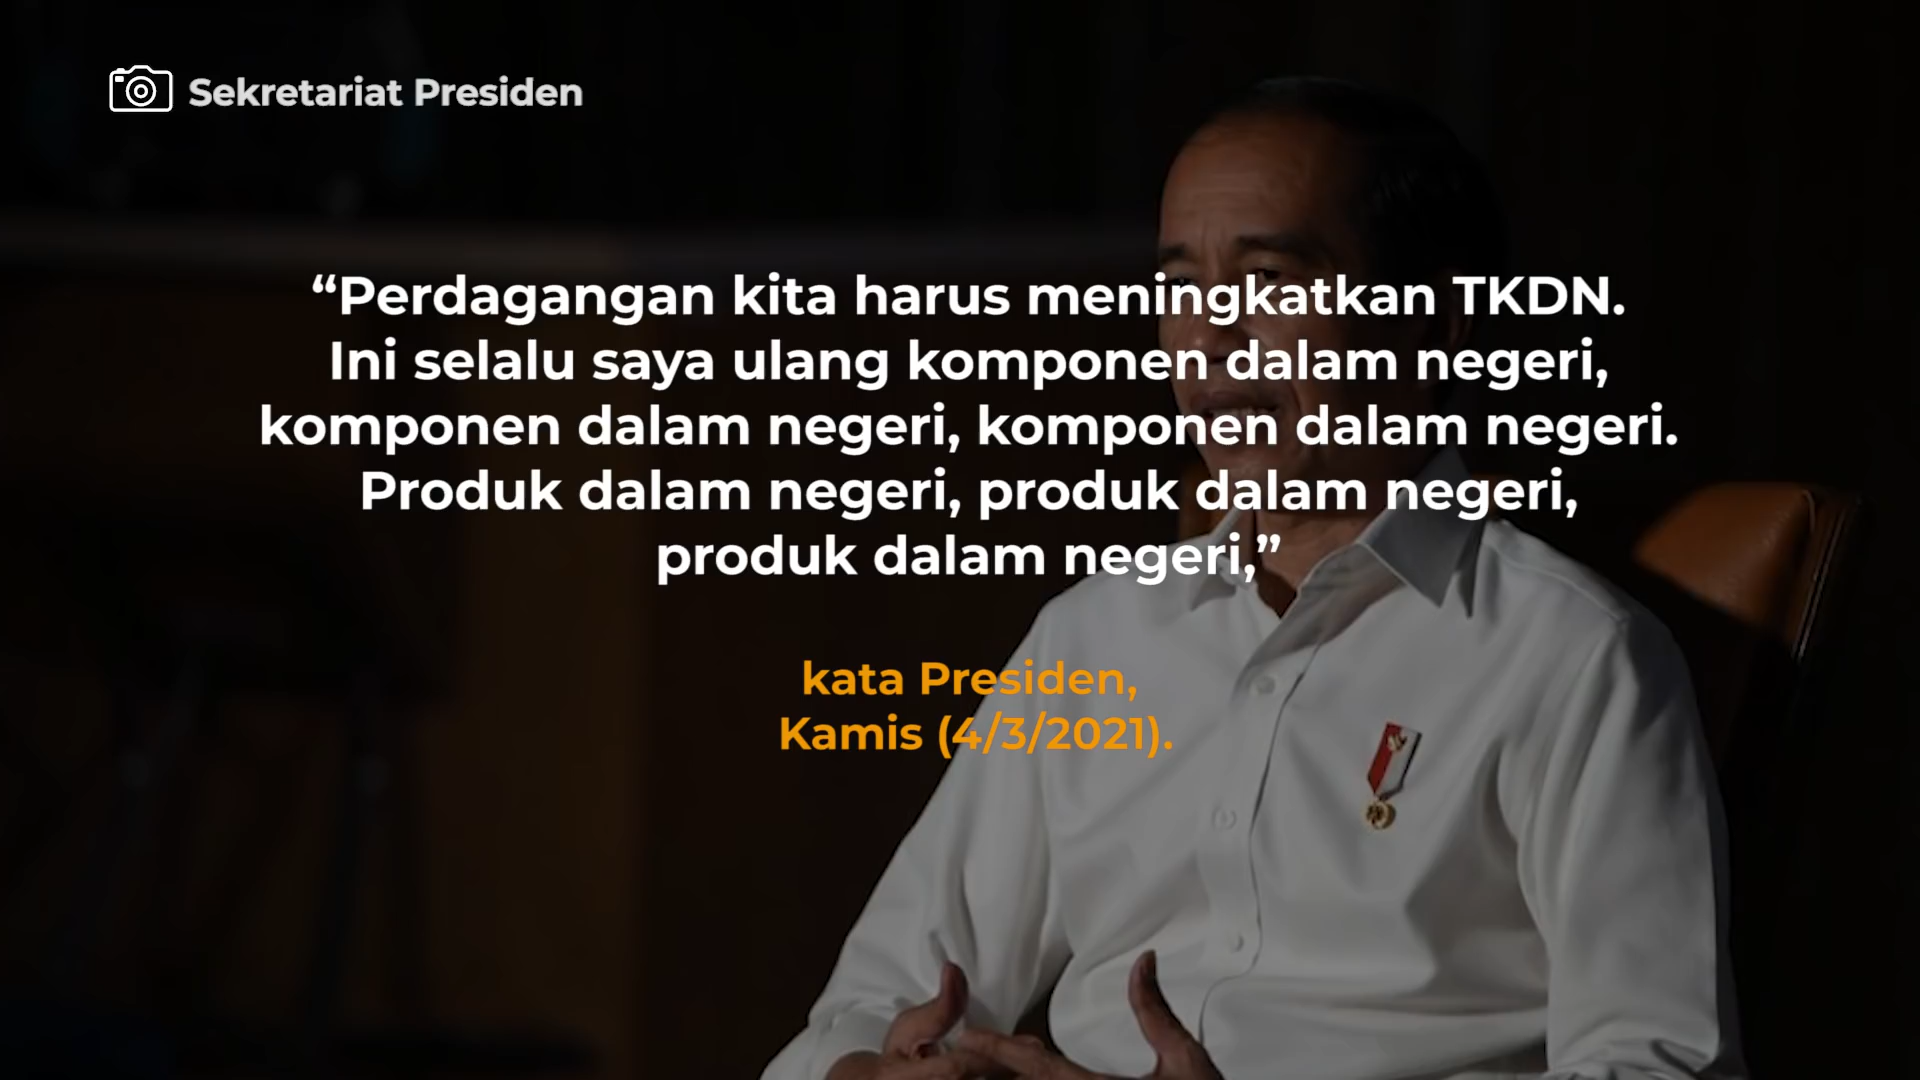 Sekretariat Presiden
“Perdagangan kita harus meningkatkan TKDN.
Ini selalu saya ulang komponen dalam negeri,
komponen dalam negeri, komponen dalam negeri.
Produk dalam negeri, produk dalam negeri,
produk dalam negeri,”
kata Presiden,
Kamis (4/3/2021).